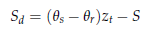 S_d = (θ_s − θ_r)z_t − S